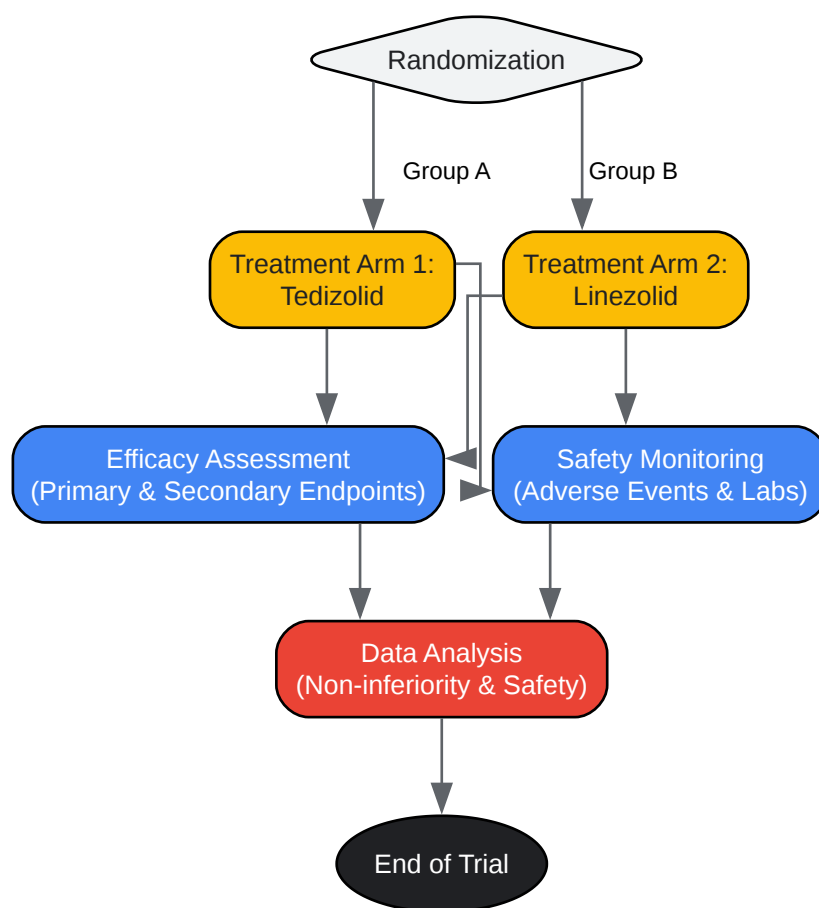 Randomization
Group A
Group B
Treatment Arm 1:
Tedizolid
Treatment Arm 2:
Linezolid
Efficacy Assessment
(Primary & Secondary Endpoints)
Safety Monitoring
(Adverse Events & Labs)
Data Analysis
(Non-inferiority & Safety)
End of Trial